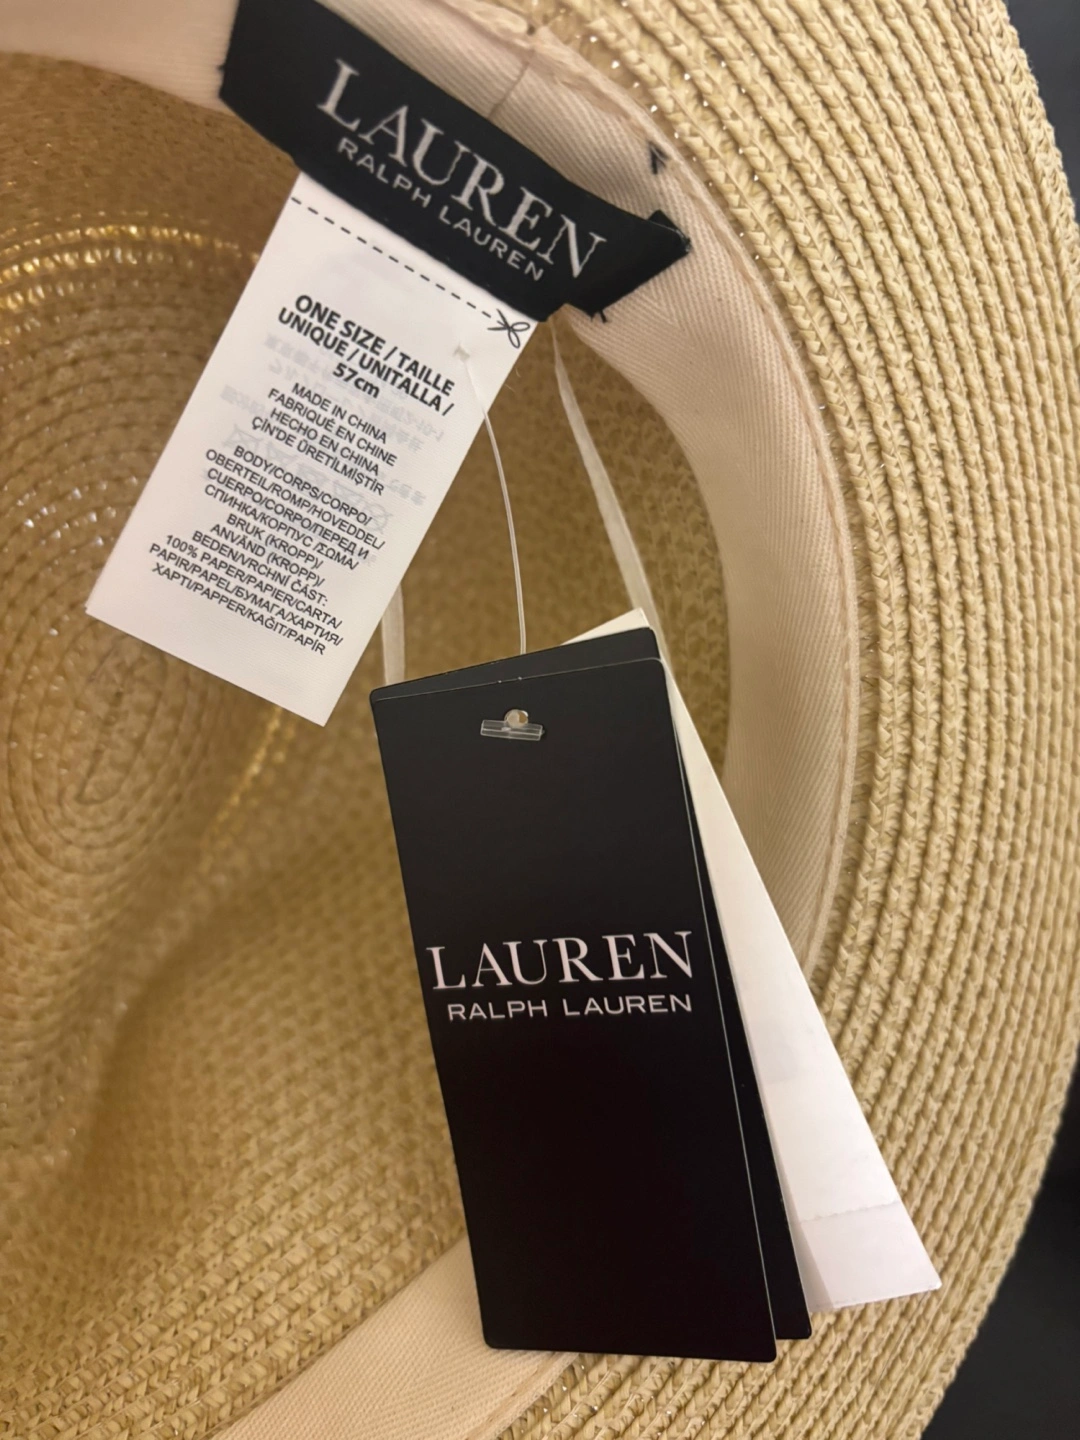 LAUREN
RALPH LAUREN
ONE SIZE / TAILLE
UNIQUE / UNITALLA /
57cm
MADE IN CHINA
FABRIQUÉ EN CHINE
HECHO EN CHINA
ÇİN'DE ÜRETİLMİŞTİR
BODY/CORPS/CORPO/
OBERTEIL/ROMP/HOVEDDEL/
CUERPO/CORPO/ПЕРЕД И
СПИНКА/КОРПУС /ΣΩΜΑ/
BRUK (KROPP)/
ANVÄND (KROPP)/
BEDEN/VRCHNÍ ČÁST:
100% PAPER/PAPIER/CARTA/
PAPIR/PAPEL/БУМАГА/ХАРТИЯ/
ΧΑΡΤΙ/PAPPER/KAĞIT/PAPÍR
LAUREN
RALPH LAUREN